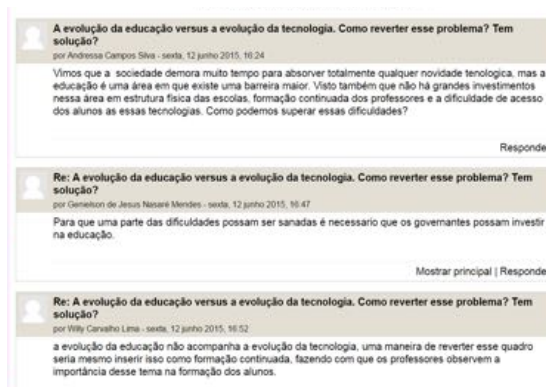 A evolução da educação versus a evolução da tecnologia. Como reverter esse problema? Tem
solução?
por Andressa Campos Silva - sexta, 12 junho 2015, 16:24
Vimos que a sociedade demora muito tempo para absorver totalmente qualquer novidade tenologica, mas a
educação é uma área em que existe uma barreira maior. Visto também que não há grandes investimentos
nessa área em estrutura física das escolas, formação continuada dos professores e a dificuldade de acesso
dos alunos as essas tecnologias. Como podemos superar essas dificuldades?
Responde
Re: A evolução da educação versus a evolução da tecnologia. Como reverter esse problema? Tem
solução?
por Genielson de Jesus Nasaré Mendes - sexta, 12 junho 2015, 16:47
Para que uma parte das dificuldades possam ser sanadas é necessario que os governantes possam investir
na educação.
Mostrar principal | Responde
Re: A evolução da educação versus a evolução da tecnologia. Como reverter esse problema? Tem
solução?
por Willy Carvalho Lima - sexta, 12 junho 2015, 16:52
a evolução da educação não acompanha a evolução da tecnologia, uma maneira de reverter esse quadro
seria mesmo inserir isso como formação continuada, fazendo com que os professores observem a
importância desse tema na formação dos alunos.